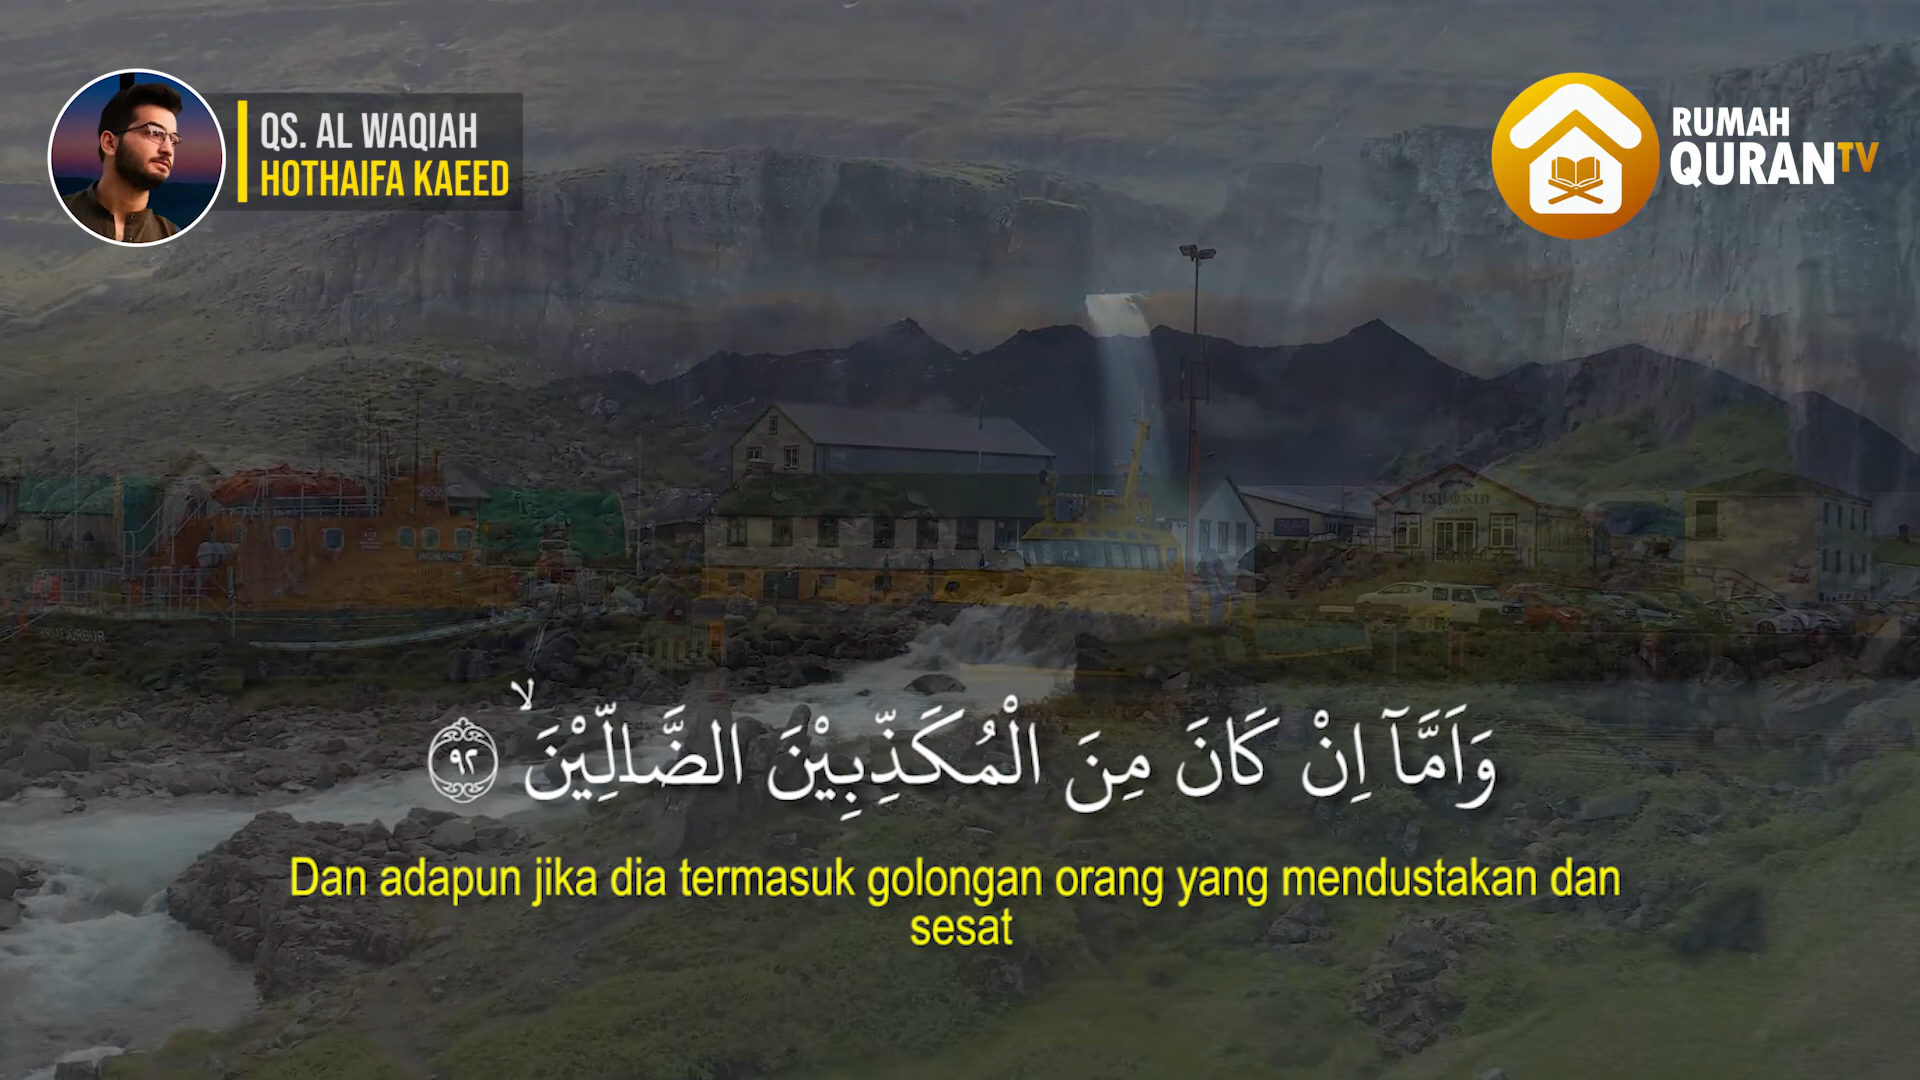 QS. AL WAQIAH
HOTHAIFA KAEED
RUMAH
QURANTV
2638
وَاَمَّآ اِنْ كَانَ مِنَ الْمُكَذِّبِيْنَ الضَّاۤلِّيْنَۙ ٩٢
Dan adapun jika dia termasuk golongan orang yang mendustakan dan
sesat